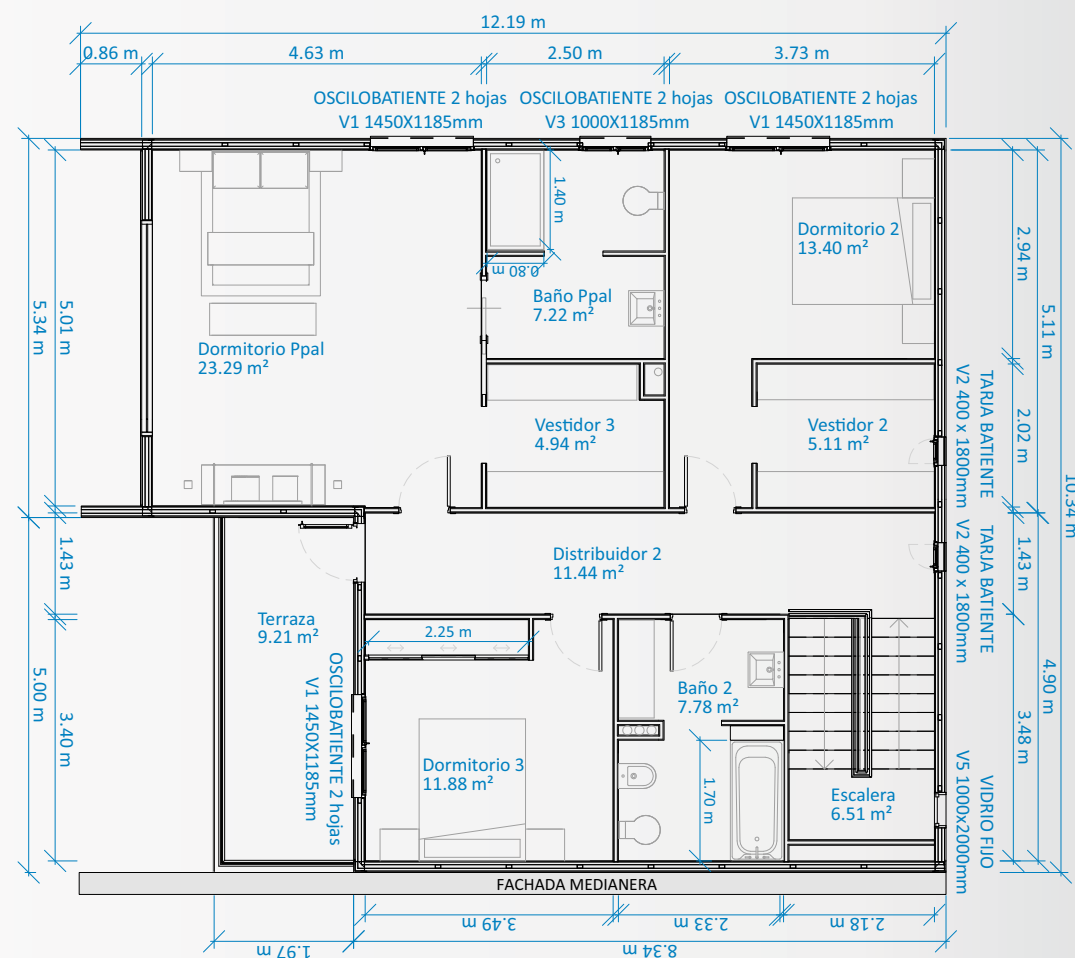 12.19 m
0.86 m
4.63 m
2.50 m
3.73 m
OSCILOBATIENTE 2 hojas
V1 1450X1185mm
OSCILOBATIENTE 2 hojas
V3 1000X1185mm
OSCILOBATIENTE 2 hojas
V1 1450X1185mm
5.34 m
5.01 m
1.43 m
5.00 m
3.40 m
1.40 m
0.80 m
Dormitorio Ppal
23.29 m²
Baño Ppal
7.22 m²
Dormitorio 2
13.40 m²
Vestidor 3
4.94 m²
Vestidor 2
5.11 m²
Distribuidor 2
11.44 m²
Terraza
9.21 m²
OSCILOBATIENTE 2 hojas
V1 1450X1185mm
2.25 m
Dormitorio 3
11.88 m²
Baño 2
7.78 m²
1.70 m
Escalera
6.51 m²
2.94 m
5.11 m
2.02 m
10.34 m
1.43 m
4.90 m
3.48 m
TARJA BATIENTE
V2 400 x 1800mm
TARJA BATIENTE
V2 400 x 1800mm
VIDRIO FIJO
V5 1000x2000mm
FACHADA MEDIANERA
3.49 m
2.33 m
2.18 m
1.97 m
8.34 m